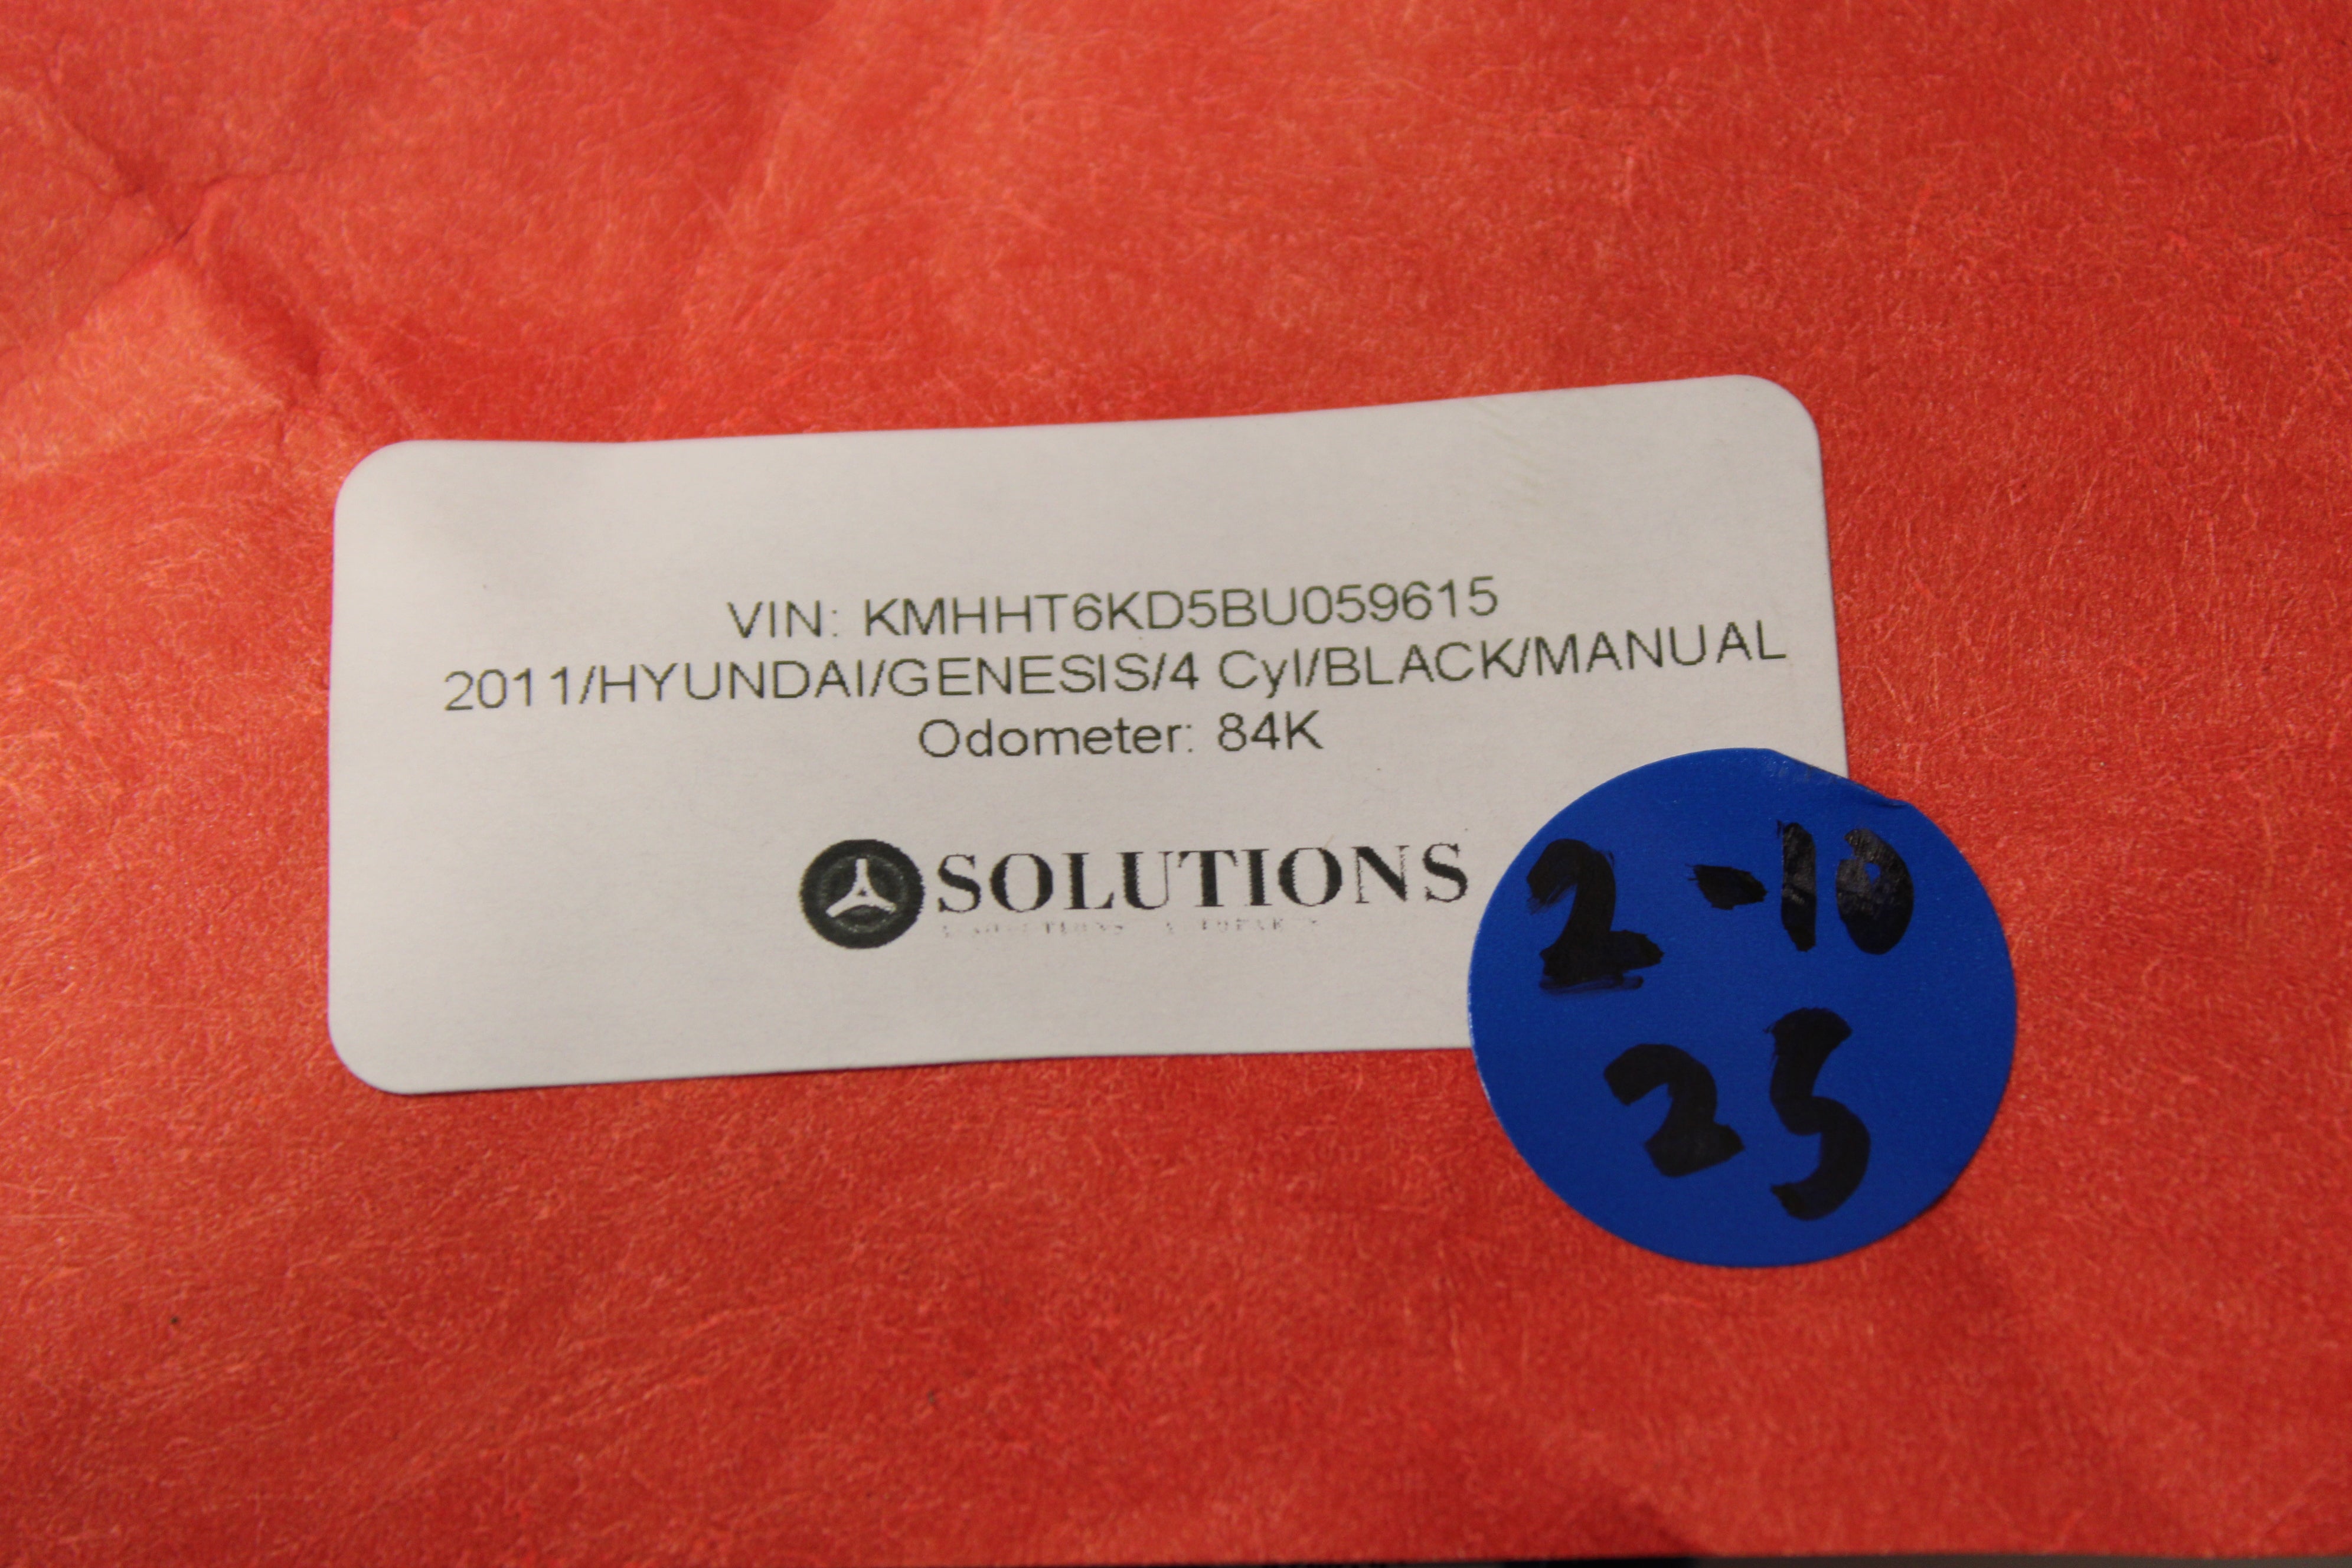 VIN: KMHHT6KD5BU059615
2011/HYUNDAI/GENESIS/4 Cyl/BLACK/MANUAL
Odometer: 84K
SOLUTIONS
2-10
25